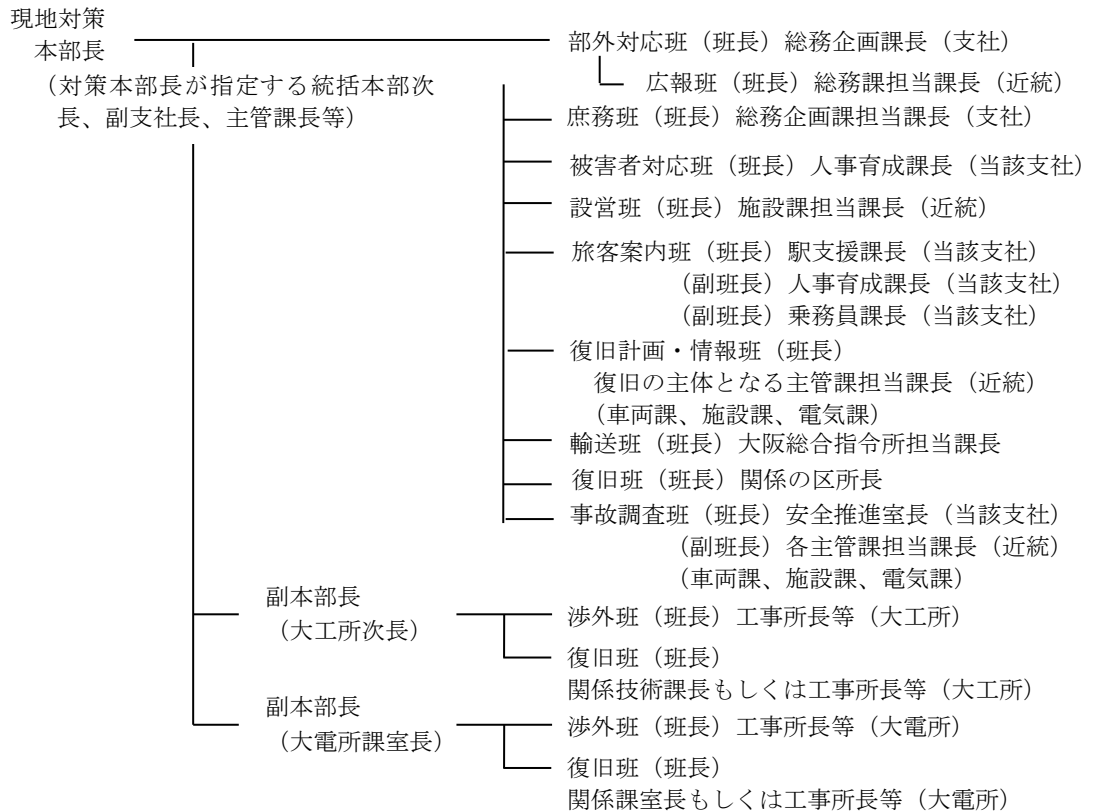 現地対策
本部長
(対策本部長が指定する統括本部次
長、副支社長、主管課長等)
部外対応班（班長）総務企画課長（支社）
広報班（班長）総務課担当課長（近統）
庶務班（班長）総務企画課担当課長（支社）
被害者対応班（班長）人事育成課長（当該支社）
設営班（班長）施設課担当課長（近統）
旅客案内班（班長）駅支援課長（当該支社）
（副班長）人事育成課長（当該支社）
（副班長）乗務員課長（当該支社）
復旧計画・情報班（班長）
復旧の主体となる主管課担当課長（近統）
（車両課、施設課、電気課）
輸送班（班長）大阪総合指令所担当課長
復旧班（班長）関係の区所長
事故調査班（班長）安全推進室長（当該支社）
（副班長）各主管課担当課長（近統）
（車両課、施設課、電気課）
副本部長
（大工所次長）
渉外班（班長）工事所長等（大工所）
復旧班（班長）
関係技術課長もしくは工事所長等（大工所）
副本部長
（大電所課室長）
渉外班（班長）工事所長等（大電所）
復旧班（班長）
関係課室長もしくは工事所長等（大電所）